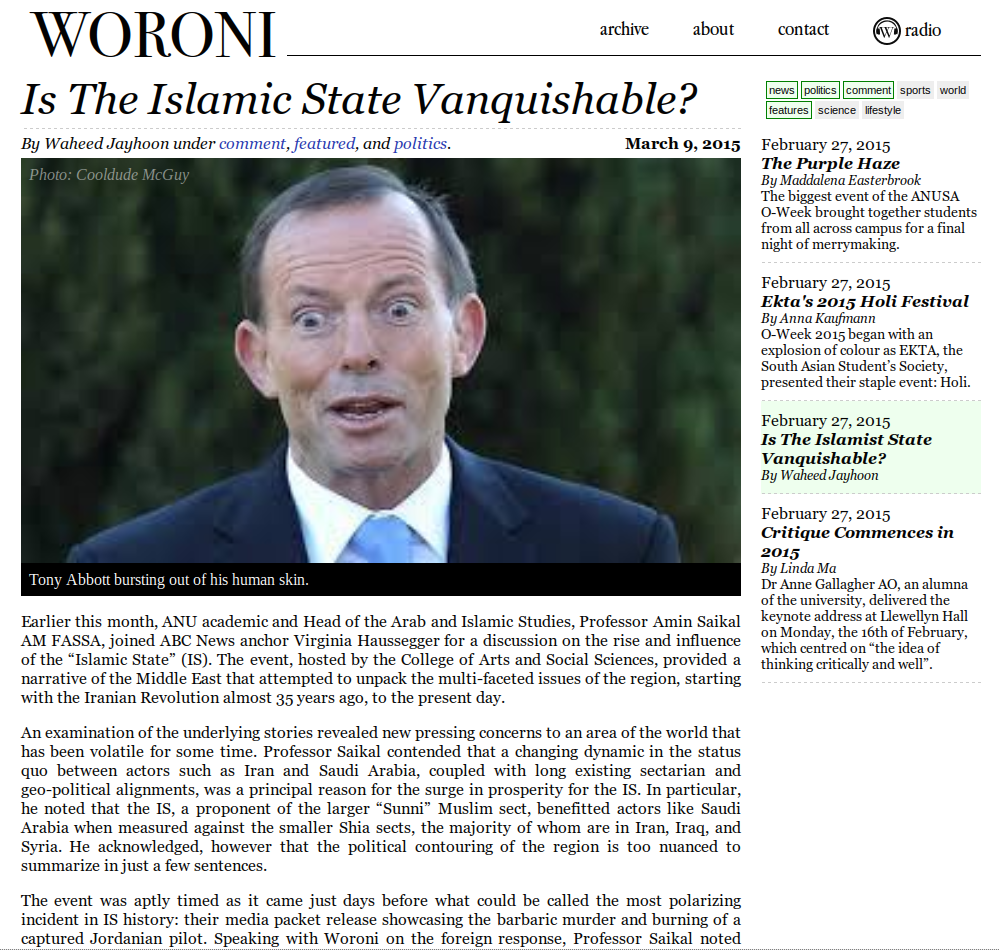 WORONI
archive about contact W radio
Is The Islamic State Vanquishable?
By Waheed Jayhoon under comment, featured, and politics. March 9, 2015
Photo: Cooldude McGuy
Tony Abbott bursting out of his human skin.
Earlier this month, ANU academic and Head of the Arab and Islamic Studies, Professor Amin Saikal
AM FASSA, joined ABC News anchor Virginia Haussegger for a discussion on the rise and influence
of the “Islamic State” (IS). The event, hosted by the College of Arts and Social Sciences, provided a
narrative of the Middle East that attempted to unpack the multi-faceted issues of the region, starting
with the Iranian Revolution almost 35 years ago, to the present day.
An examination of the underlying stories revealed new pressing concerns to an area of the world that
has been volatile for some time. Professor Saikal contended that a changing dynamic in the status
quo between actors such as Iran and Saudi Arabia, coupled with long existing sectarian and
geo-political alignments, was a principal reason for the surge in prosperity for the IS. In particular,
he noted that the IS, a proponent of the larger “Sunni” Muslim sect, benefitted actors like Saudi
Arabia when measured against the smaller Shia sects, the majority of whom are in Iran, Iraq, and
Syria. He acknowledged, however that the political contouring of the region is too nuanced to
summarize in just a few sentences.
The event was aptly timed as it came just days before what could be called the most polarizing
incident in IS history: their media packet release showcasing the barbaric murder and burning of a
captured Jordanian pilot. Speaking with Woroni on the foreign response, Professor Saikal noted
news politics comment sports world
features science lifestyle
February 27, 2015
The Purple Haze
By Maddalena Easterbrook
The biggest event of the ANUSA
O-Week brought together students
from all across campus for a final
night of merrymaking.
February 27, 2015
Ekta's 2015 Holi Festival
By Anna Kaufmann
O-Week 2015 began with an
explosion of colour as EKTA, the
South Asian Student’s Society,
presented their staple event: Holi.
February 27, 2015
Is The Islamist State
Vanquishable?
By Waheed Jayhoon
February 27, 2015
Critique Commences in
2015
By Linda Ma
Dr Anne Gallagher AO, an alumna
of the university, delivered the
keynote address at Llewellyn Hall
on Monday, the 16th of February,
which centred on “the idea of
thinking critically and well”.